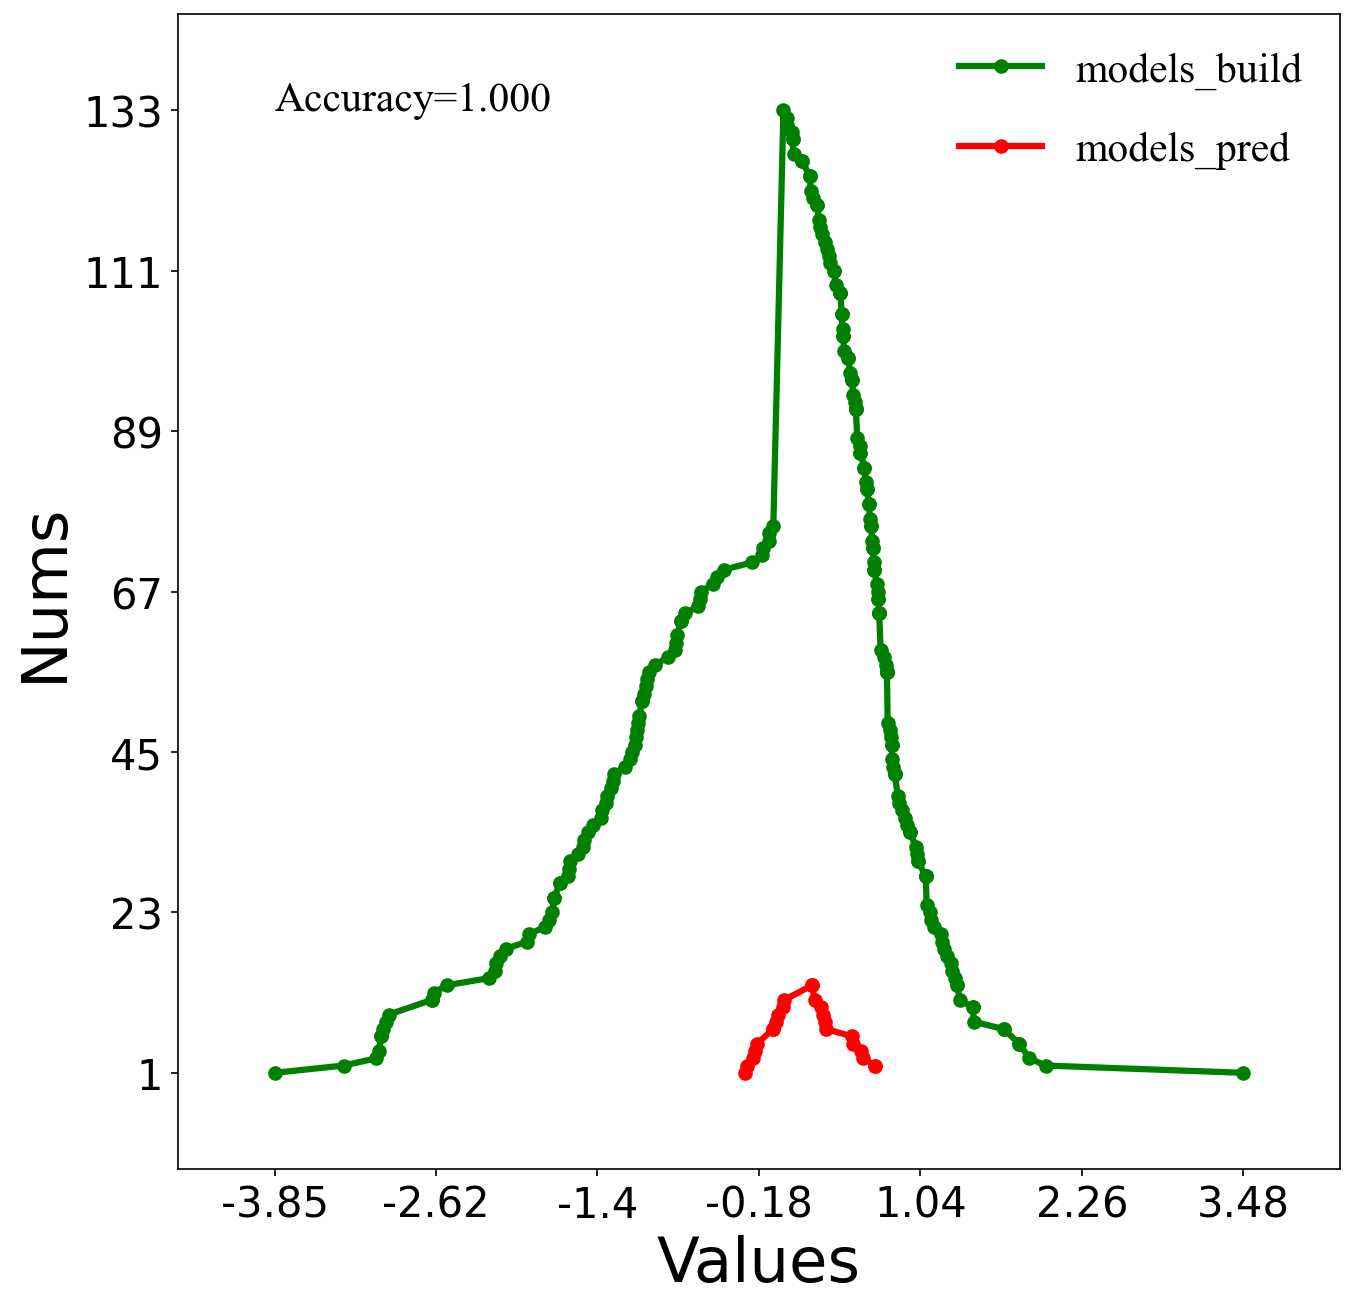 Accuracy=1.000
models_build
models_pred
133
111
89
67
45
23
1
Nums
-3.85 -2.62 -1.4 -0.18 1.04 2.26 3.48
Values